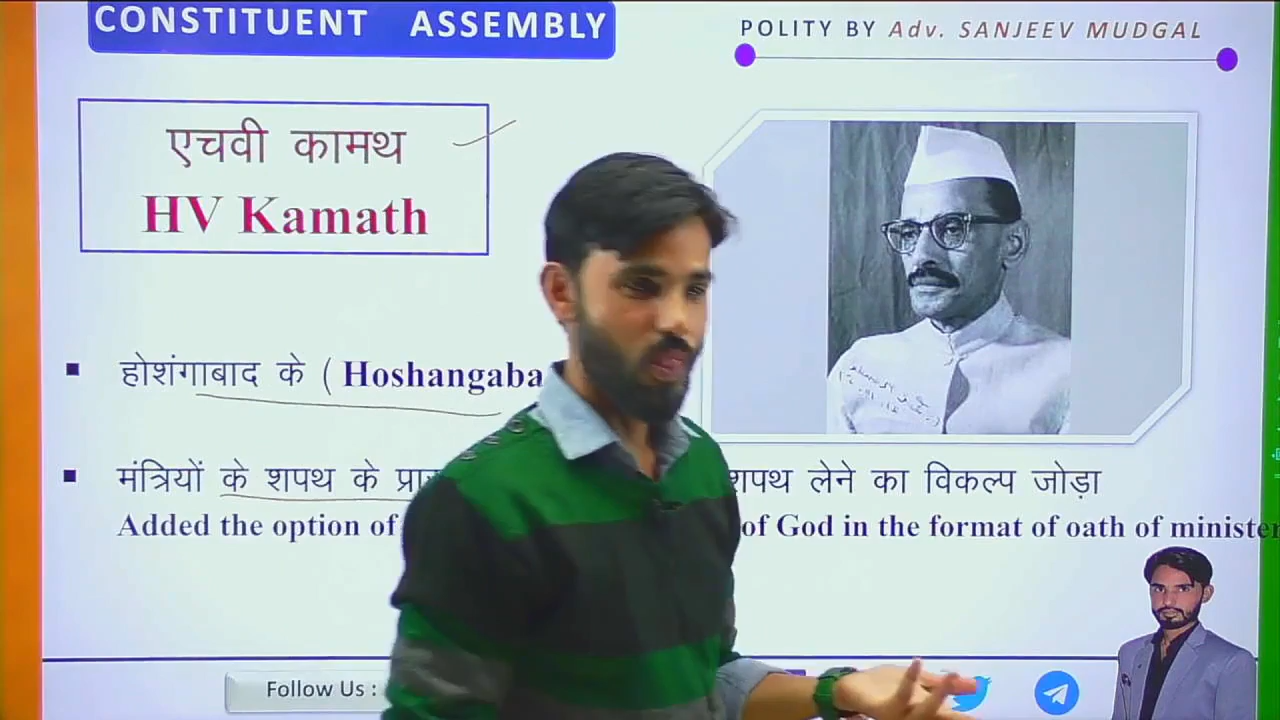 CONSTITUENT ASSEMBLY
POLITY BY Adv. SANJEEV MUDGAL
एचवी कामथ
HV Kamath
होशंगाबाद के ( Hoshangaba
मंत्रियों के शपथ के शपथ लेने का विकल्प जोड़ा
Added the option of of God in the format of oath of minister
Follow Us :